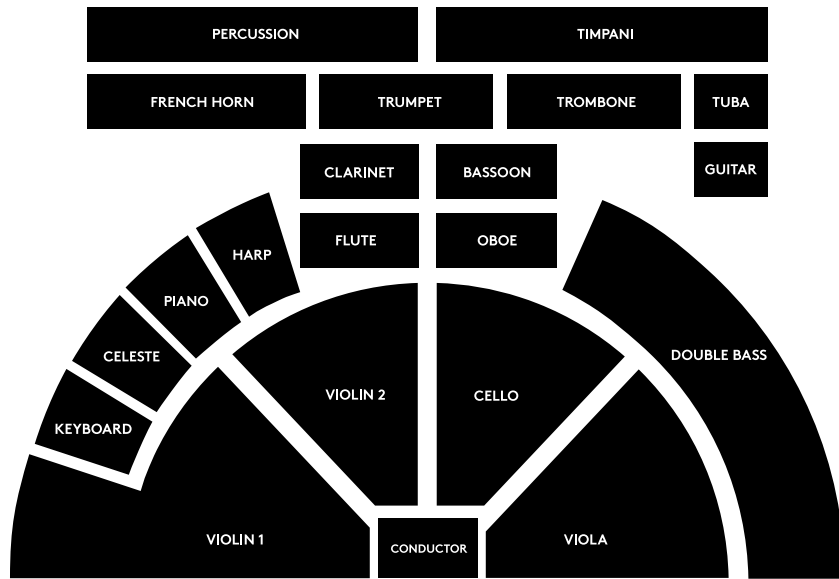 PERCUSSION
TIMPANI
FRENCH HORN
TRUMPET
TROMBONE
TUBA
CLARINET
BASSOON
GUITAR
FLUTE
OBOE
HARP
PIANO
CELESTE
DOUBLE BASS
VIOLIN 2
CELLO
KEYBOARD
VIOLIN 1
CONDUCTOR
VIOLA